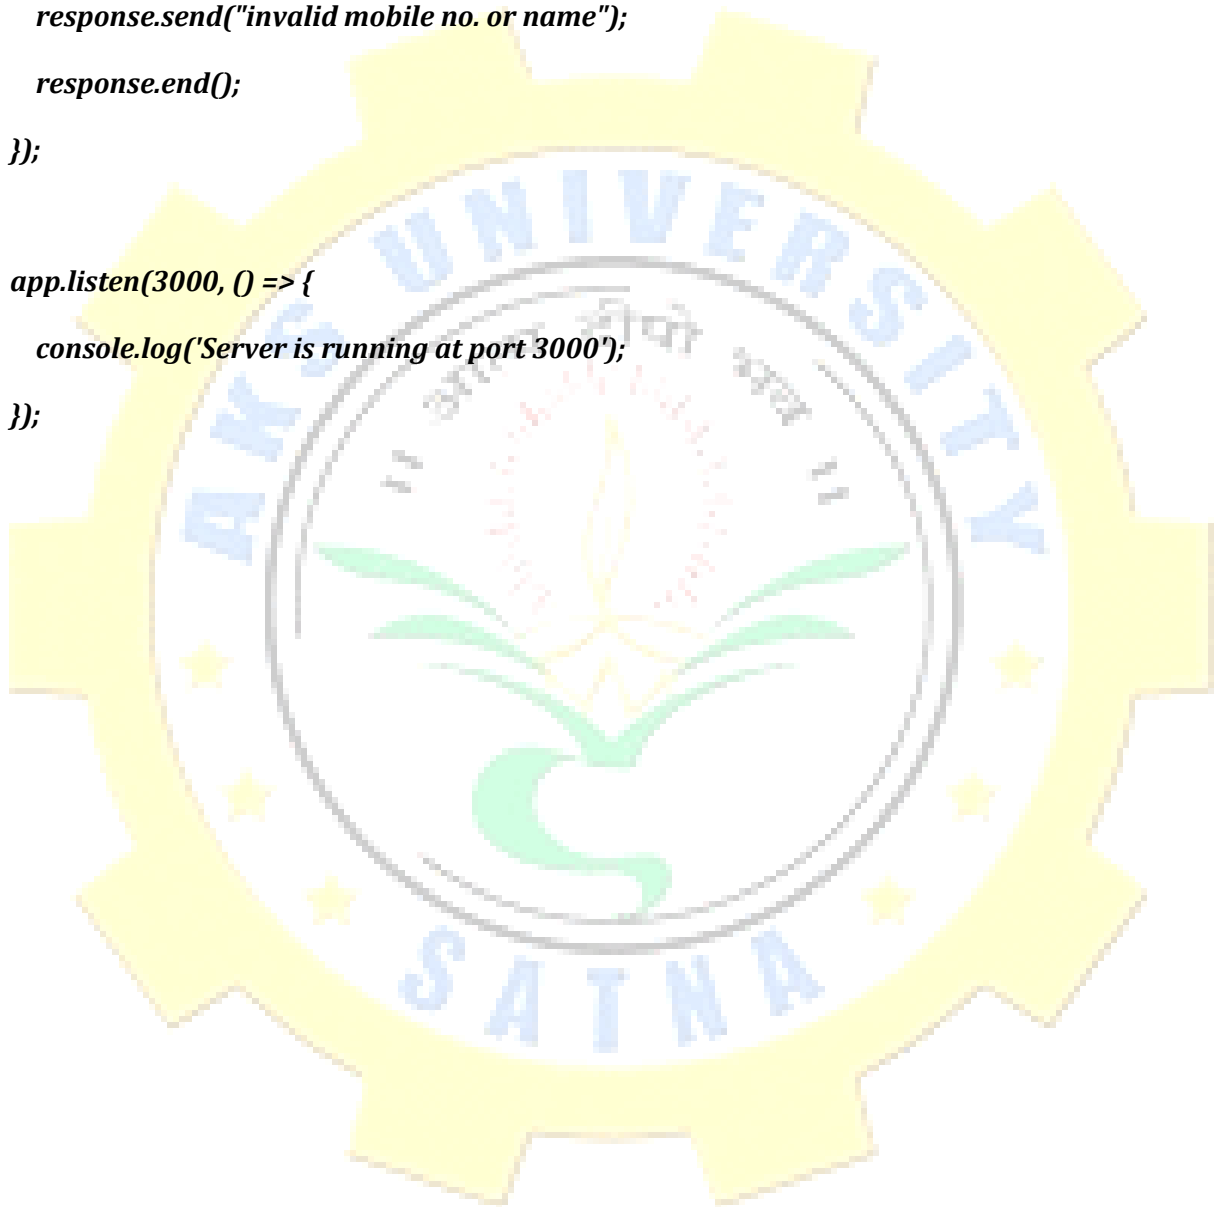 response.send("invalid mobile no. or name");
response.end();
});
app.listen(3000, () => {
console.log('Server is running at port 3000');
});
AKS UNIVERSITY
SATNA